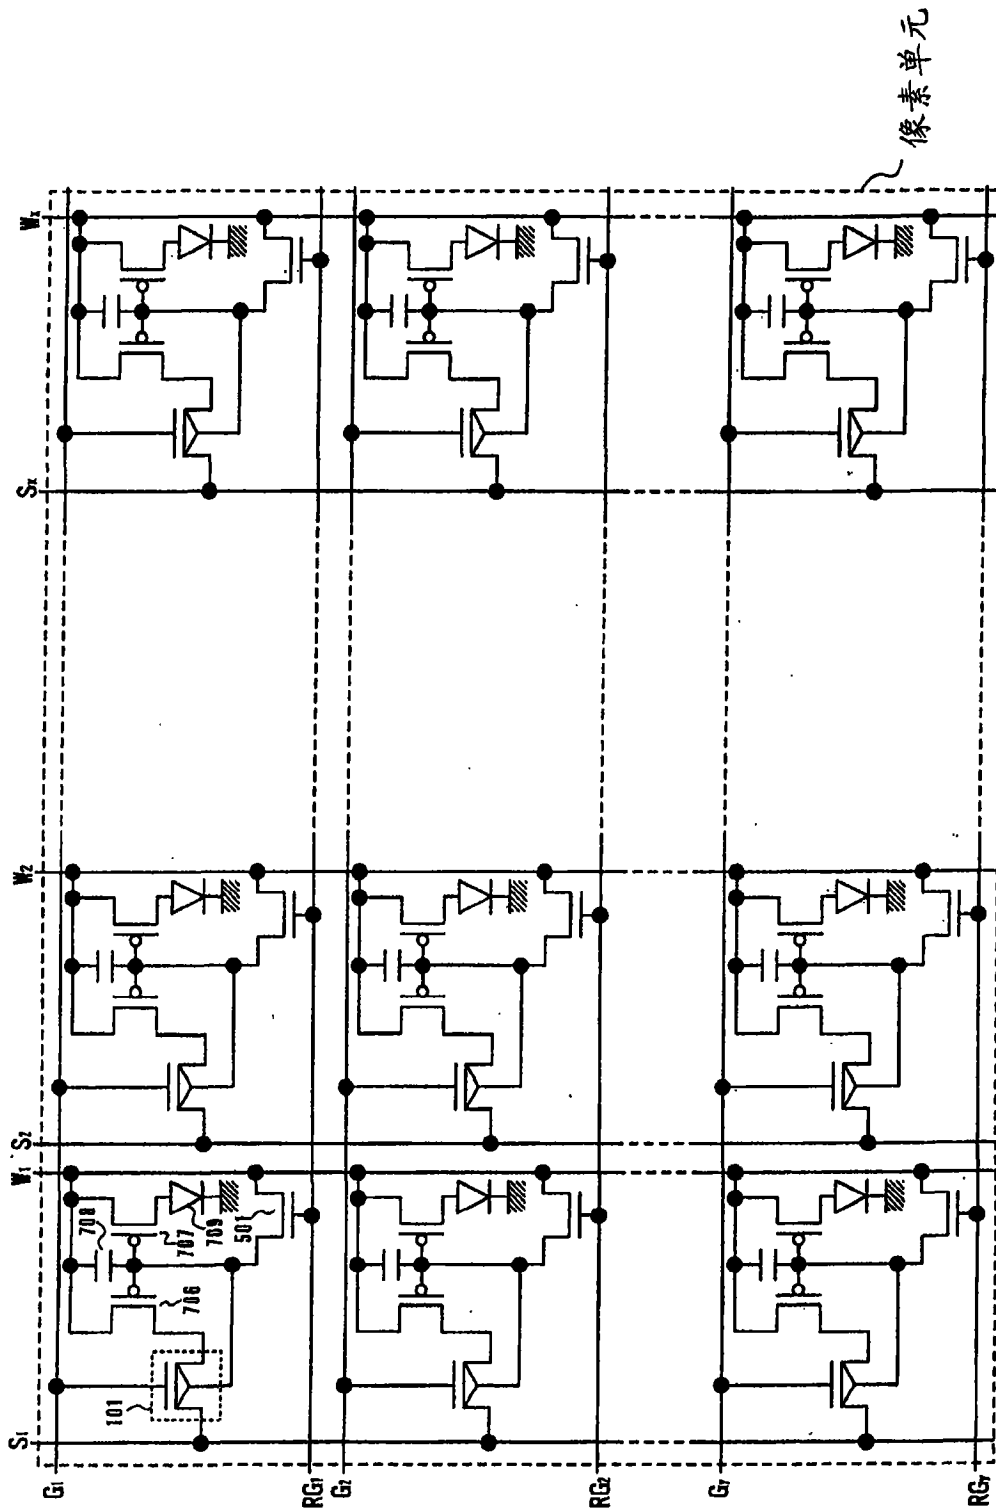 S₁
W₁
S₂
W₂
Sₓ
Wₓ
G₁
101
706
708
707
709
501
RG₁
G₂
RG₂
Gy
RGy
像素单元